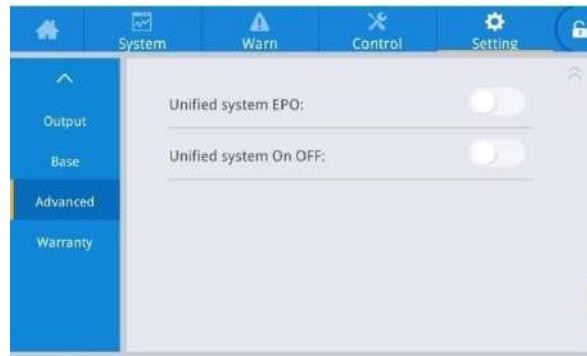 System
Warn
Control
Setting
Output
Base
Advanced
Warranty
Unified system EPO:
Unified system On OFF: